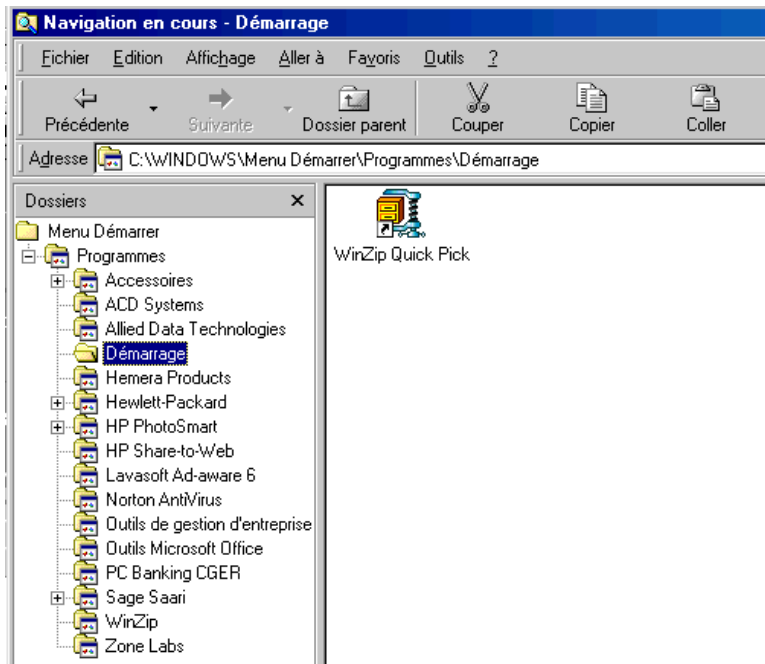 Navigation en cours - Démarrage
Fichier Edition Affichage Aller à Favoris Outils ?
Précédente Suivante Dossier parent Couper Copier Coller
Adresse C:\WINDOWS\Menu Démarrer\Programmes\Démarrage
Dossiers
Menu Démarrer
Programmes
Accessoires
ACD Systems
Allied Data Technologies
Démarrage
Hemera Products
Hewlett-Packard
HP PhotoSmart
HP Share-to-Web
Lavasoft Ad-aware 6
Norton AntiVirus
Outils de gestion d'entreprise
Outils Microsoft Office
PC Banking CGER
Sage Saari
WinZip
Zone Labs
WinZip Quick Pick